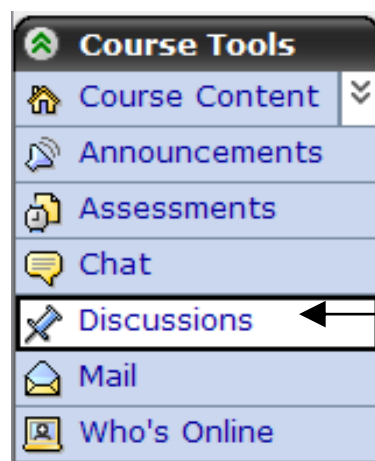 Course Tools
Course Content
Announcements
Assessments
Chat
Discussions
Mail
Who's Online